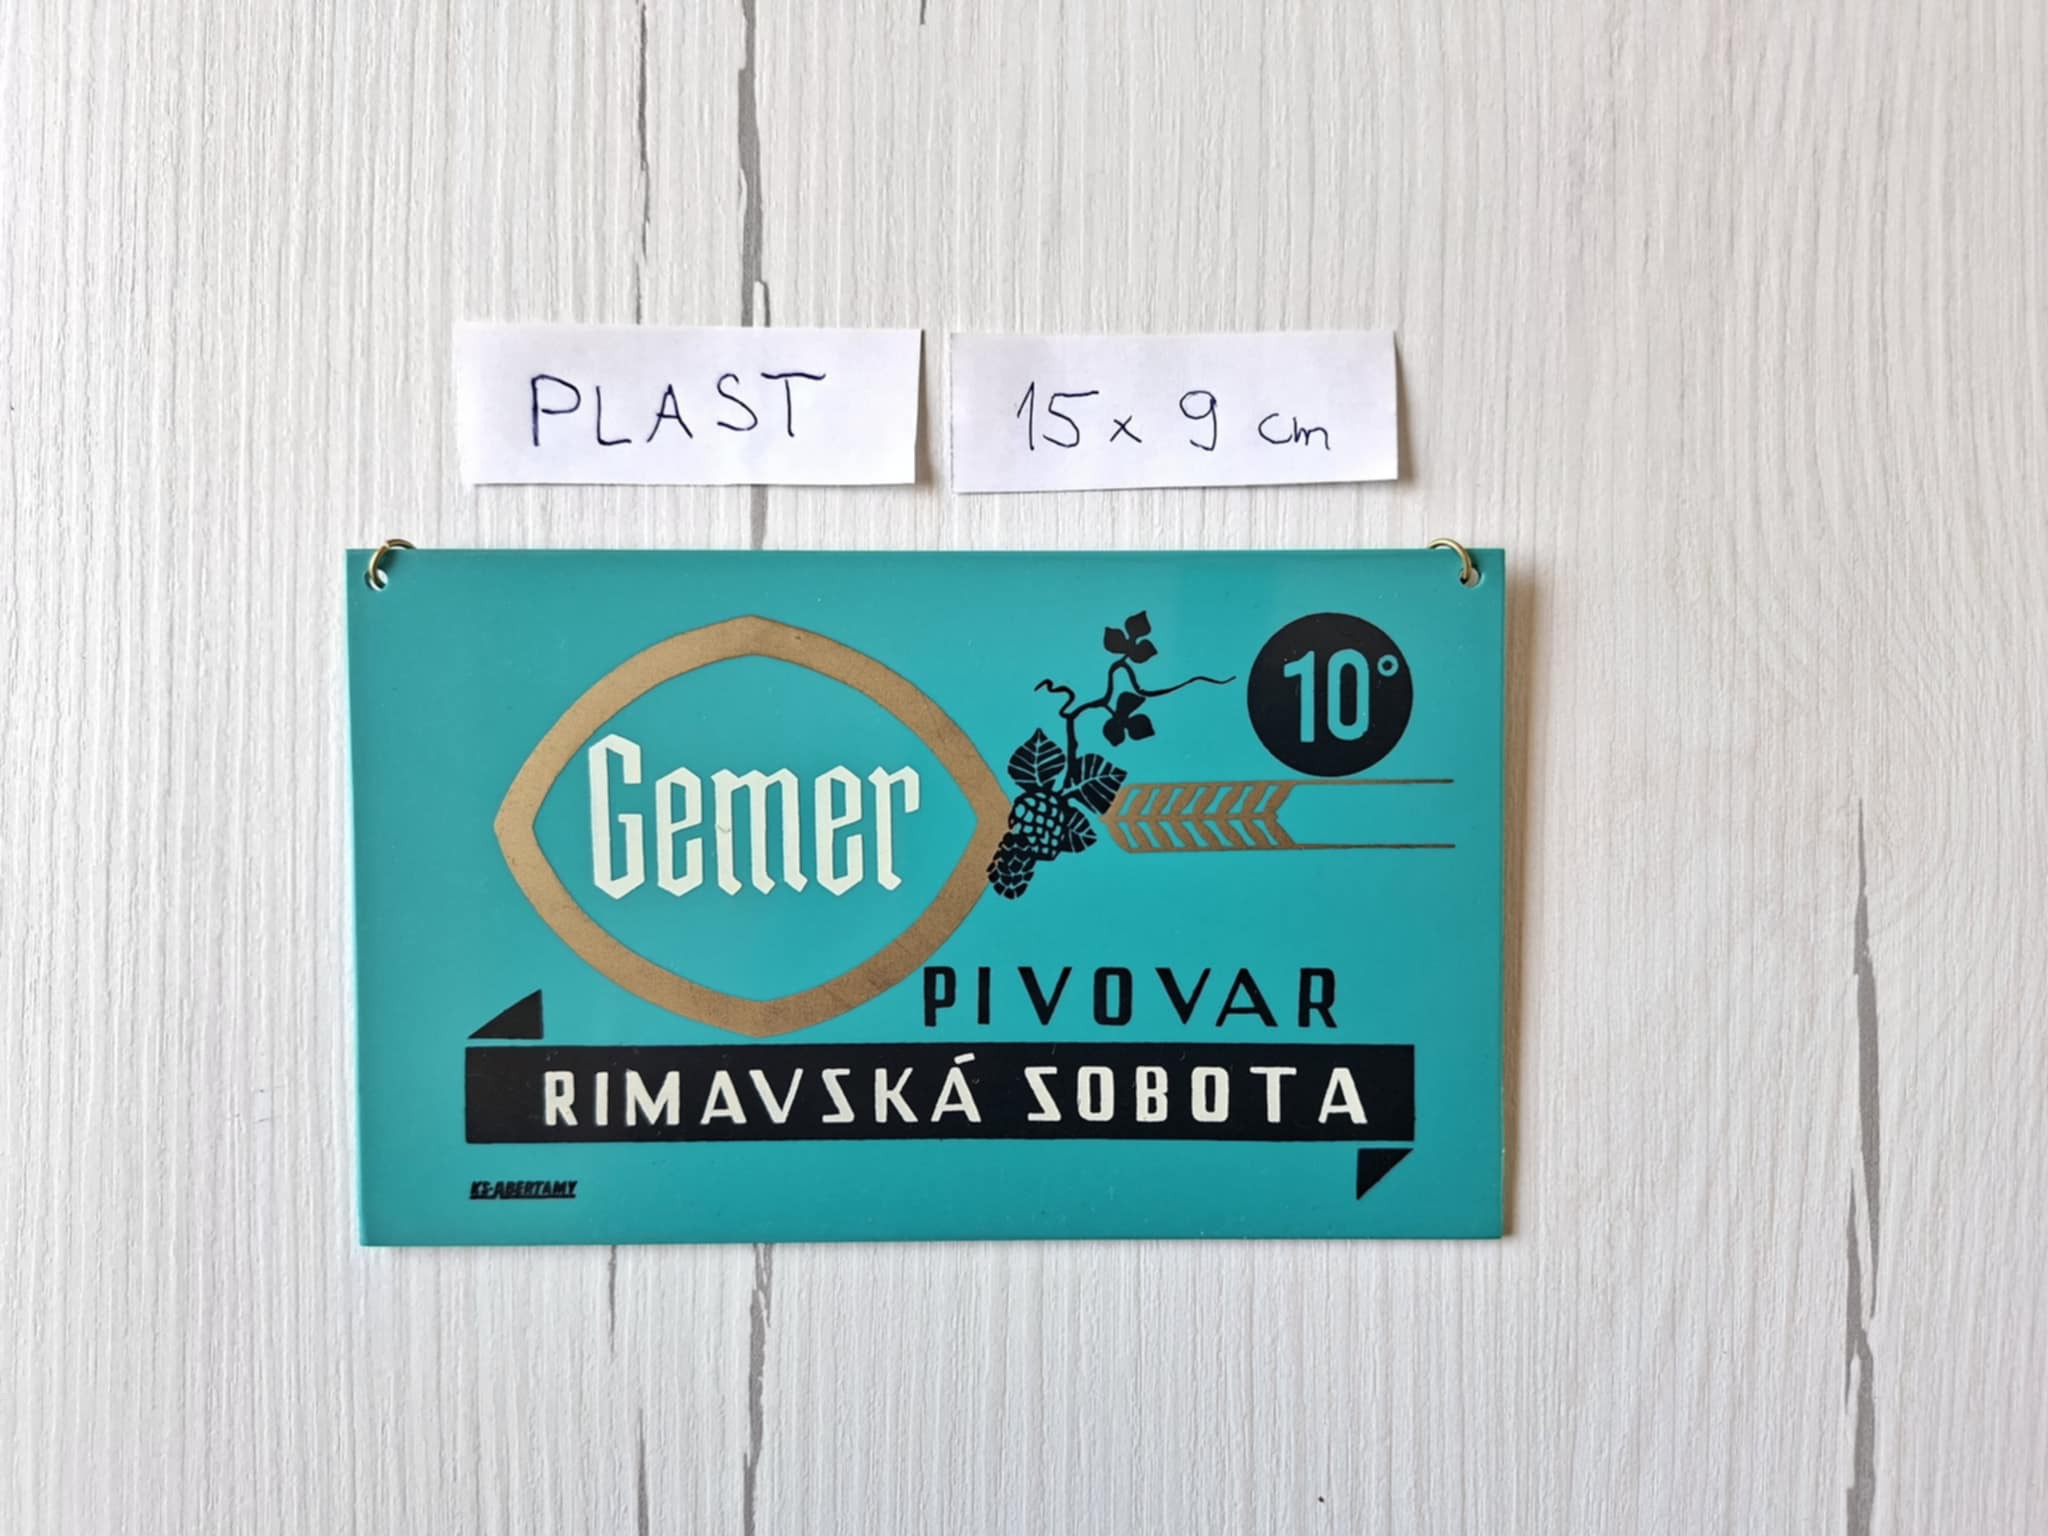 PLAST
15 x 9 cm
10°
Gemer
PIVOVAR
RIMAVSKÁ SOBOTA
KS-ABERTAMY